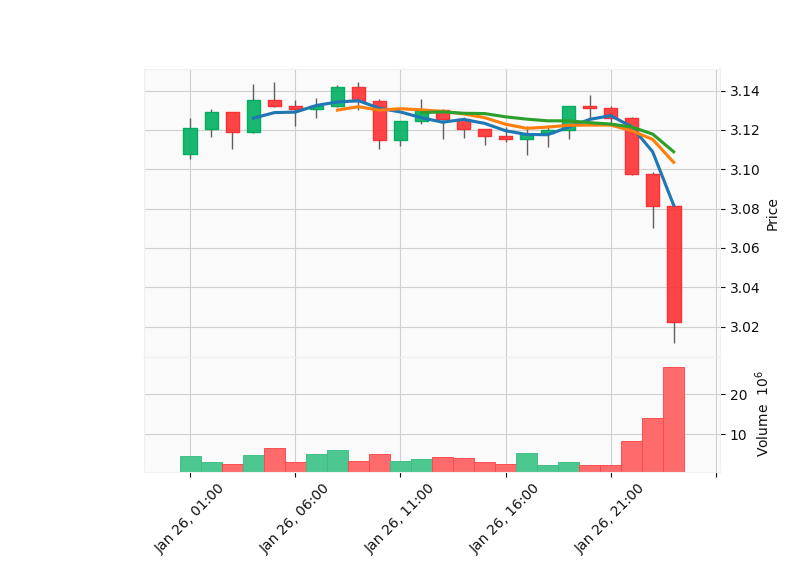 3.14
3.12
3.10
3.08
3.06
3.04
3.02
Price
20
10
Volume 10⁶
Jan 26, 01:00
Jan 26, 06:00
Jan 26, 11:00
Jan 26, 16:00
Jan 26, 21:00